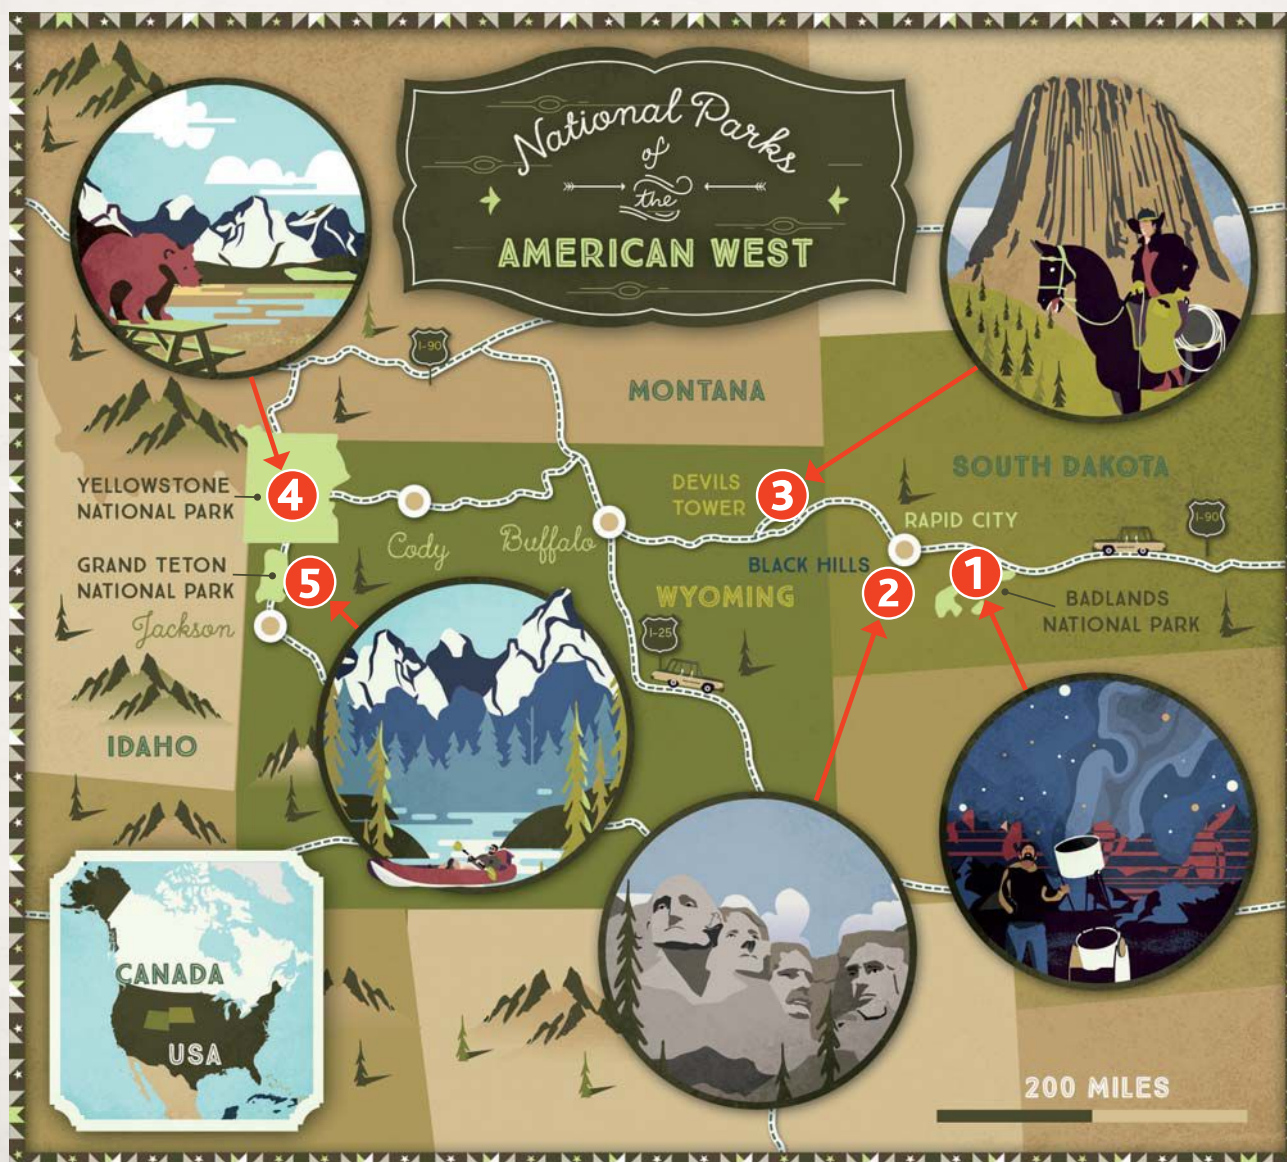 National Parks
of
the
AMERICAN WEST
I-90
MONTANA
SOUTH DAKOTA
YELLOWSTONE
NATIONAL PARK
4
DEVILS
TOWER
3
RAPID CITY
I-90
Cody
Buffalo
GRAND TETON
NATIONAL PARK
5
BLACK HILLS
2
1
WYOMING
BADLANDS
NATIONAL PARK
Jackson
I-25
IDAHO
CANADA
USA
200 MILES